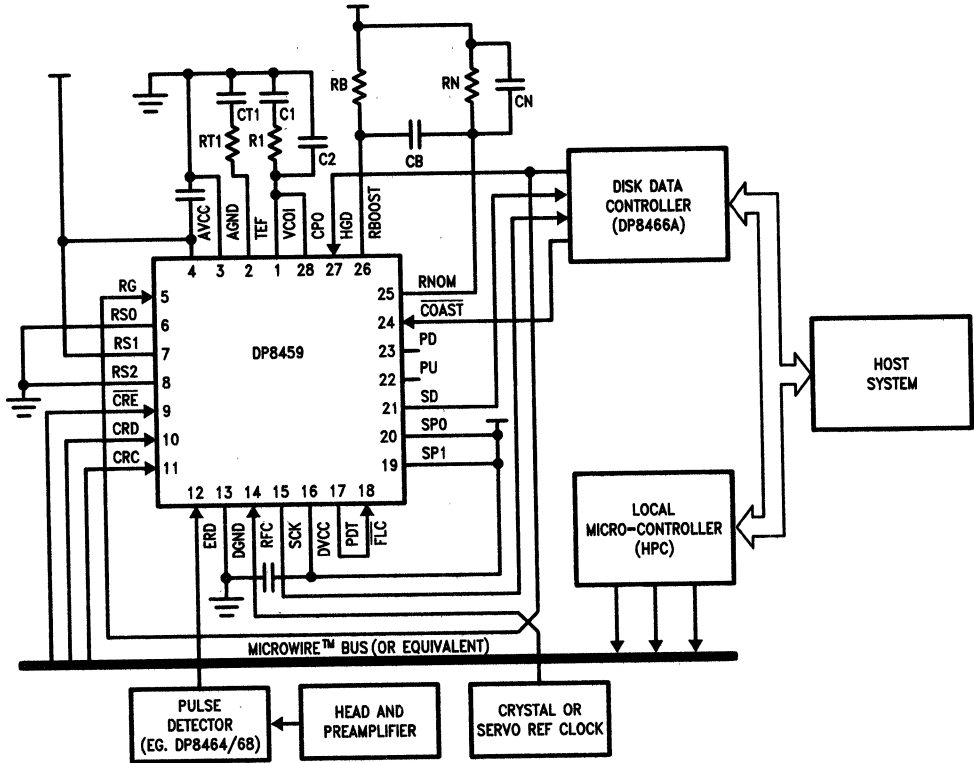 RB
RN
CN
CT1
C1
RT1
R1
C2
CB
AVCC
AGND
TEF
VCOI
CPO
HGD
RBOOST
4
3
2
1
28
27
26
DISK DATA
CONTROLLER
(DP8466A)
RG
5
RS0
6
RS1
7
RS2
8
CRE
9
CRD
10
CRC
11
DP8459
25
RNOM
24
COAST
23
PD
22
PU
21
SD
20
SP0
19
SP1
HOST
SYSTEM
12
13
14
15
16
17
18
ERD
DGND
RFC
SCK
DVCC
PDT
FLC
LOCAL
MICRO-CONTROLLER
(HPC)
MICROWIRE™ BUS (OR EQUIVALENT)
PULSE
DETECTOR
(EG. DP8464/68)
HEAD AND
PREAMPLIFIER
CRYSTAL OR
SERVO REF CLOCK